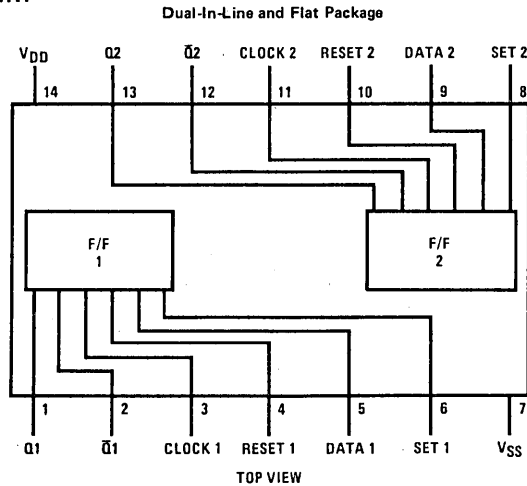 Dual-In-Line and Flat Package
VDD Q2 Q̄2 CLOCK 2 RESET 2 DATA 2 SET 2
14 13 12 11 10 9 8
F/F
1
F/F
2
1 2 3 4 5 6 7
Q1 Q̄1 CLOCK 1 RESET 1 DATA 1 SET 1 VSS
TOP VIEW